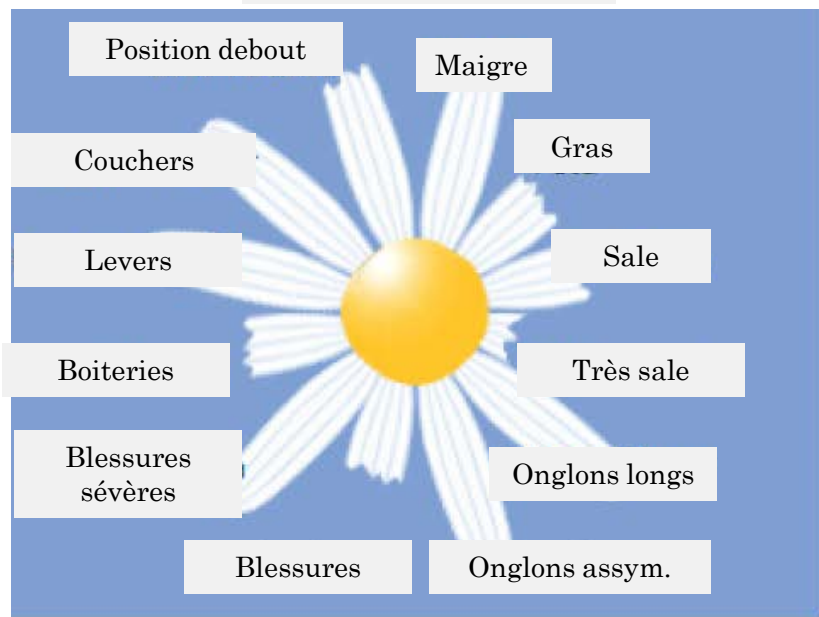 Position debout
Maigre
Couchers
Gras
Levers
Sale
Boiteries
Très sale
Blessures
sévères
Onglons longs
Blessures
Onglons assym.